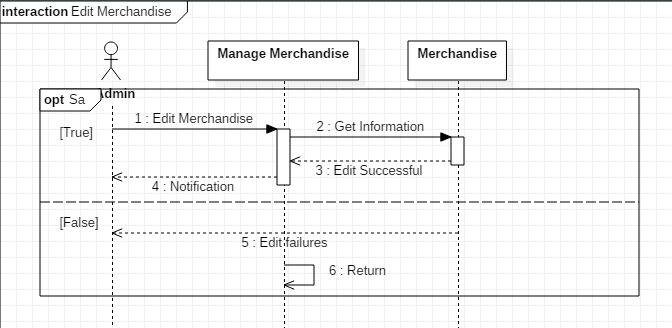 interaction Edit Merchandise
Manage Merchandise
Merchandise
Admin
opt Sa
1 : Edit Merchandise
2 : Get Information
[True]
3 : Edit Successful
4 : Notification
[False]
5 : Edit failures
6 : Return